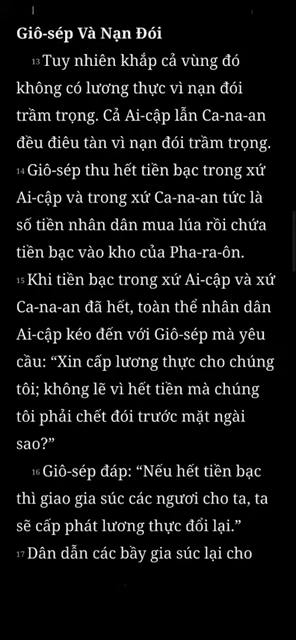 Giô-sép Và Nạn Đói
13 Tuy nhiên khắp cả vùng đó
không có lương thực vì nạn đói
trầm trọng. Cả Ai-cập lẫn Ca-na-an
đều điêu tàn vì nạn đói trầm trọng.
14 Giô-sép thu hết tiền bạc trong xứ
Ai-cập và trong xứ Ca-na-an tức là
số tiền nhân dân mua lúa rồi chứa
tiền bạc vào kho của Pha-ra-ôn.
15 Khi tiền bạc trong xứ Ai-cập và xứ
Ca-na-an đã hết, toàn thể nhân dân
Ai-cập kéo đến với Giô-sép mà yêu
cầu: “Xin cấp lương thực cho chúng
tôi; không lẽ vì hết tiền mà chúng
tôi phải chết đói trước mặt ngài
sao?”
16 Giô-sép đáp: “Nếu hết tiền bạc
thì giao gia súc các ngươi cho ta, ta
sẽ cấp phát lương thực đổi lại.”
17 Dân dẫn các bầy gia súc lại cho